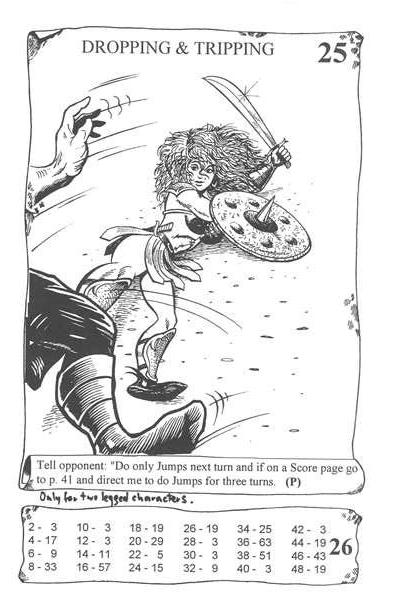 DROPPING & TRIPPING 25
Tell opponent: "Do only Jumps next turn and if on a Score page go
to p. 41 and direct me to do Jumps for three turns. (P)
Only for two legged characters.
2 - 3 10 - 3 18 - 19 26 - 19 34 - 25 42 - 3
4 - 17 12 - 3 20 - 29 28 - 3 36 - 63 44 - 19
6 - 9 14 - 11 22 - 5 30 - 3 38 - 51 46 - 43
8 - 33 16 - 57 24 - 15 32 - 9 40 - 3 48 - 19
26